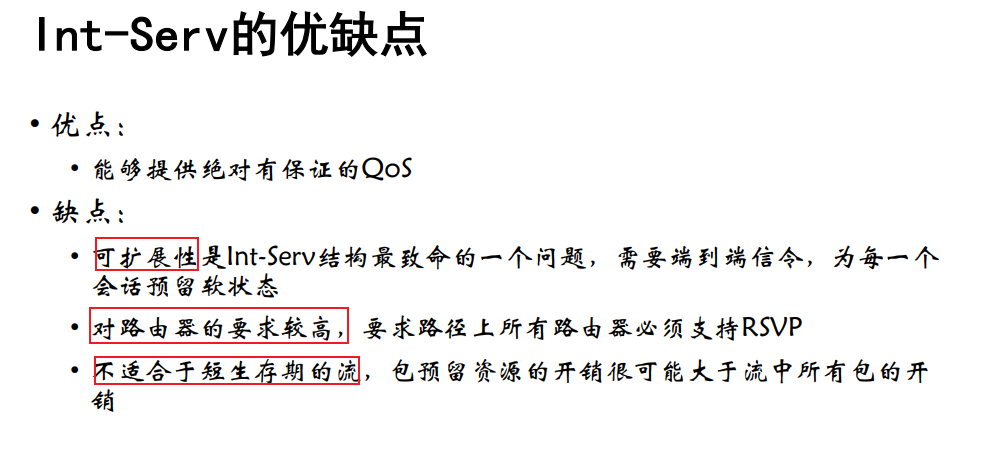 Int-Serv的优缺点
• 优点：
• 能够提供绝对有保证的QoS
• 缺点：
• 可扩展性是Int-Serv结构最致命的一个问题，需要端到端信令，为每一个
会话预留软状态
• 对路由器的要求较高，要求路径上所有路由器必须支持RSVP
• 不适合于短生存期的流，包预留资源的开销很可能大于流中所有包的开
销